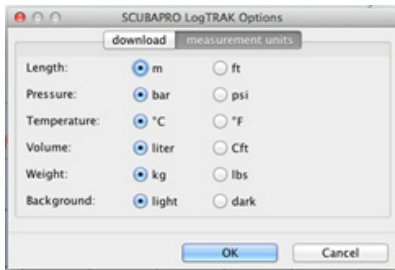 SCUBAPRO LogTRAK Options
download measurement units
Length: m ft
Pressure: bar psi
Temperature: °C °F
Volume: liter Cft
Weight: kg lbs
Background: light dark
OK Cancel